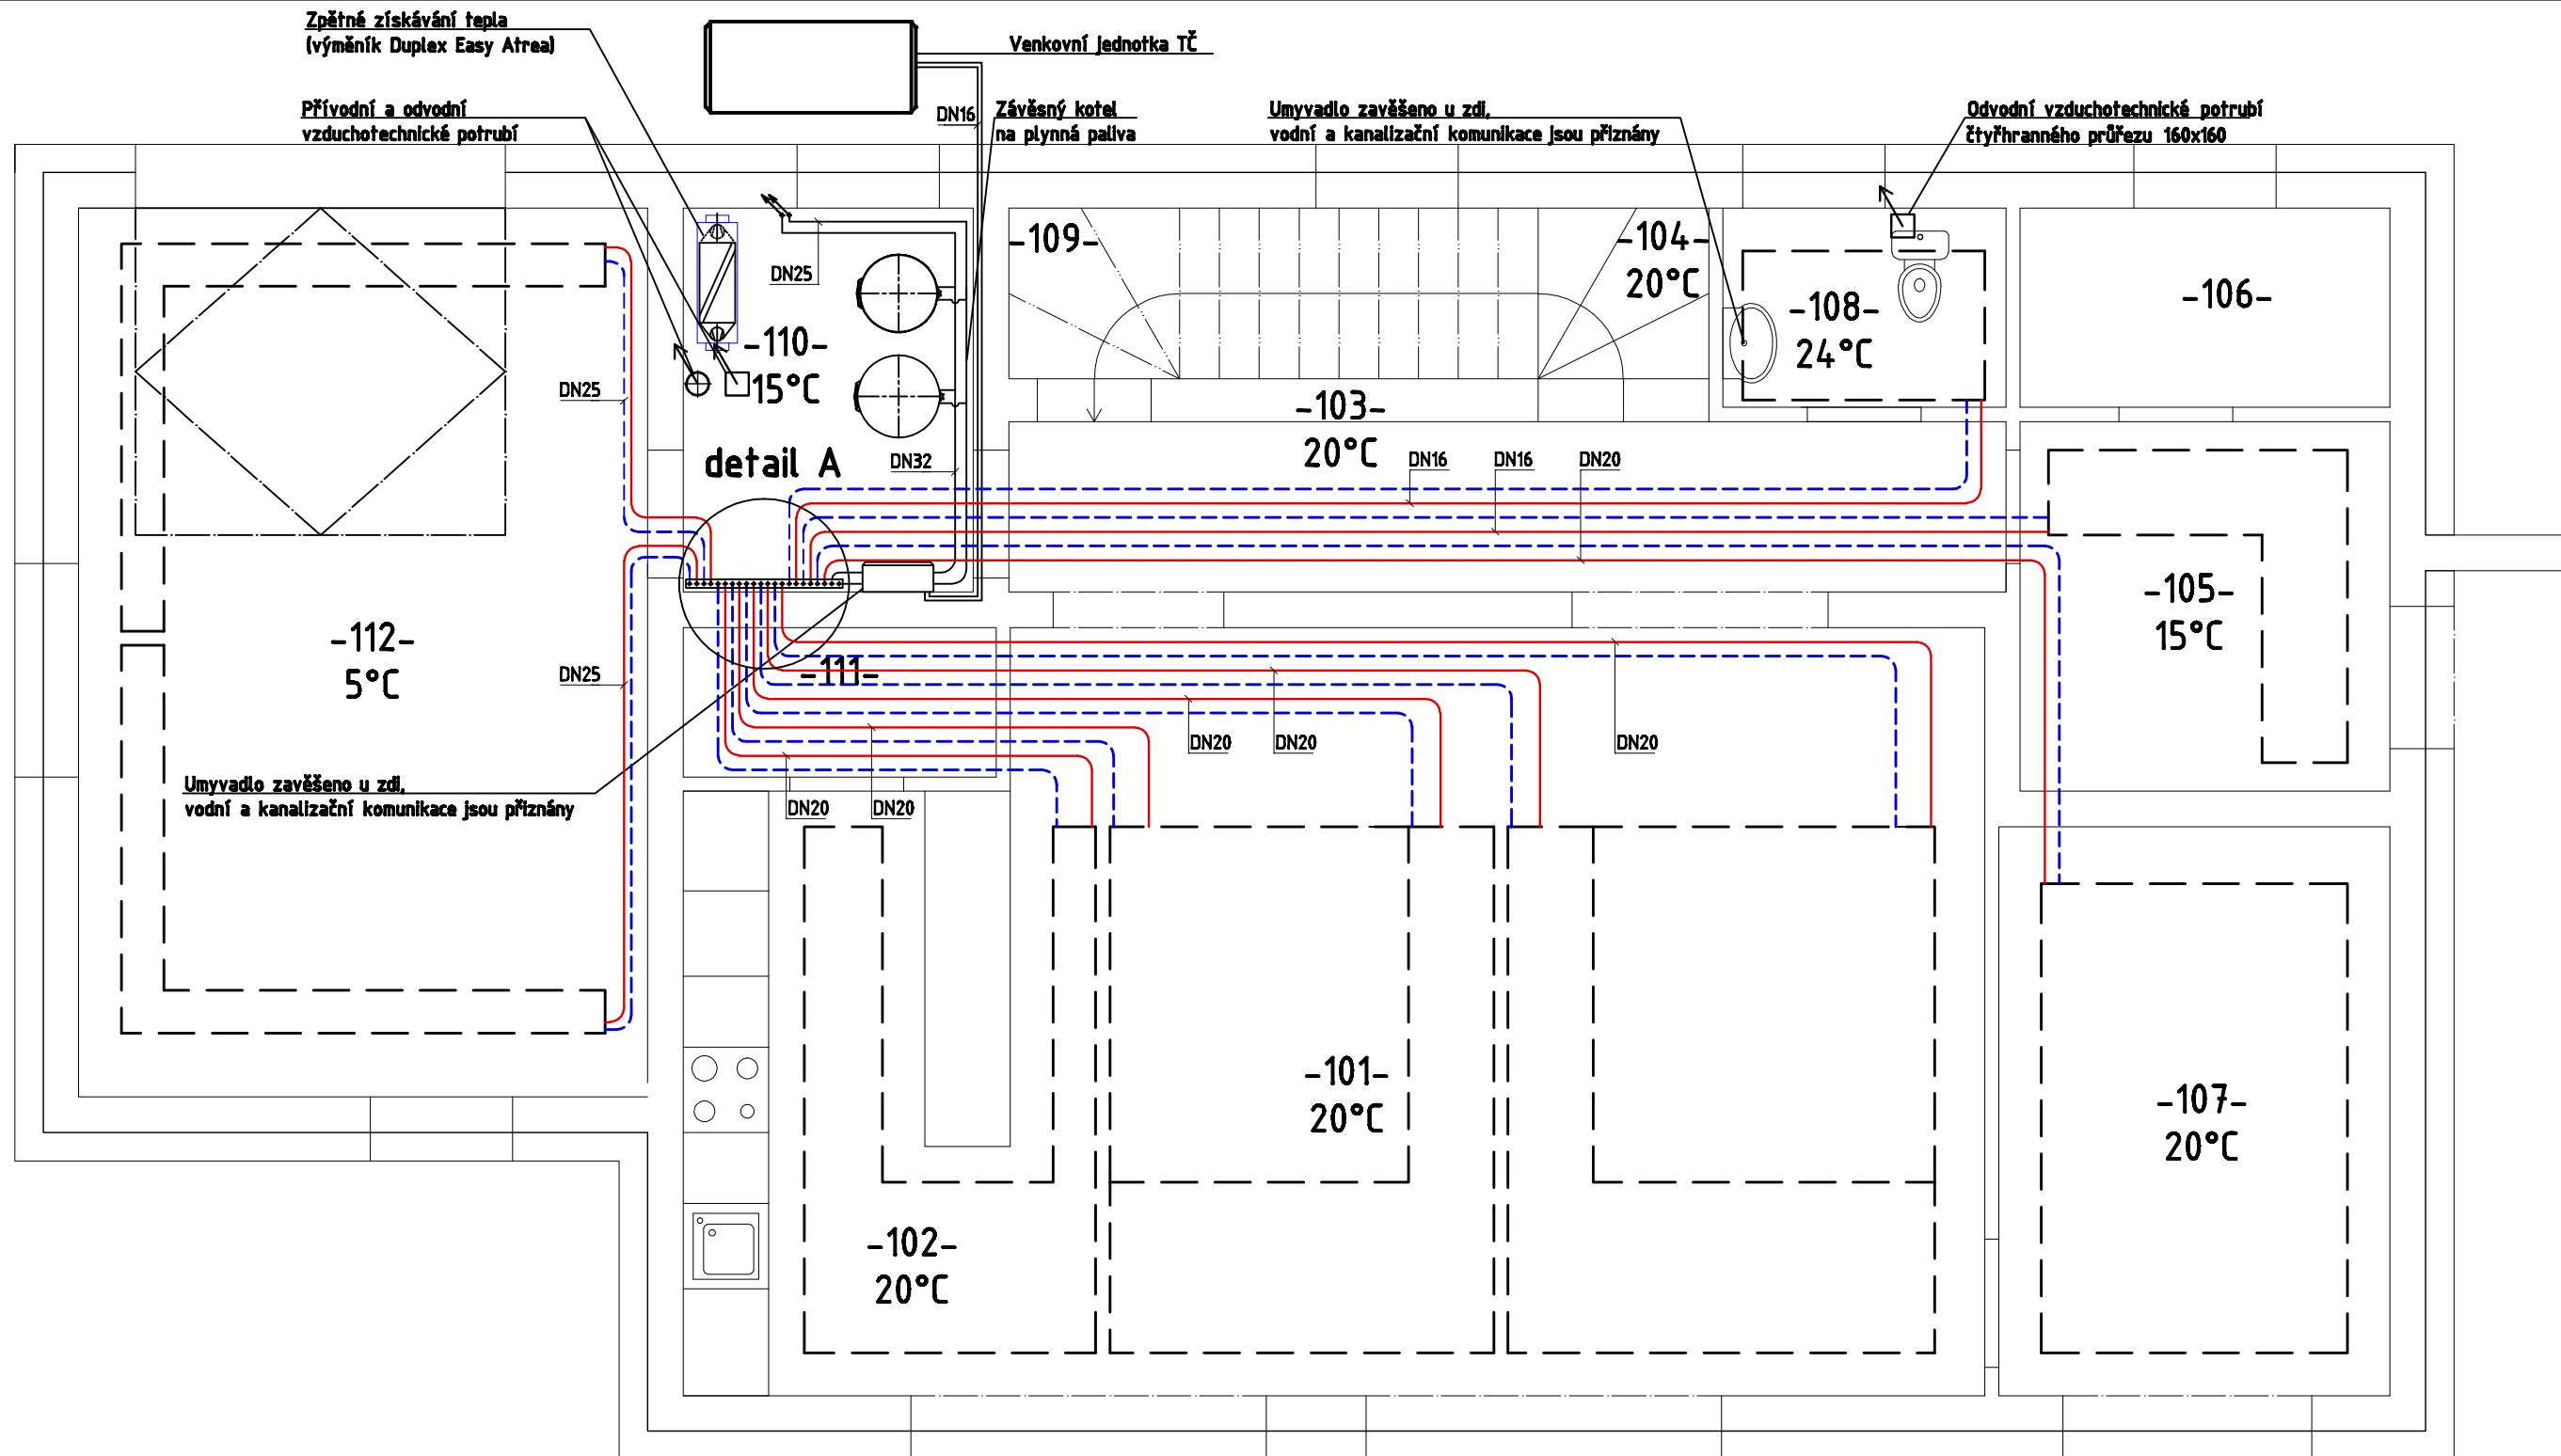 Zpětné získávání tepla
(výměník Duplex Easy Atrea)
Venkovní jednotka TČ
Přívodní a odvodní
vzduchotechnické potrubí
DN16
Závěsný kotel
na plynná paliva
Umyvadlo zavěšeno u zdi,
vodní a kanalizační komunikace jsou přiznány
Odvodní vzduchotechnické potrubí
čtyřhranného průřezu 160x160
-109-
-104-
20°C
DN25
-108-
24°C
-106-
-110-
15°C
DN25
-103-
20°C
detail A
DN32
DN16
DN16
DN20
-105-
15°C
-112-
5°C
DN25
-111-
DN20
DN20
DN20
Umyvadlo zavěšeno u zdi,
vodní a kanalizační komunikace jsou přiznány
DN20
DN20
-101-
20°C
-107-
20°C
-102-
20°C